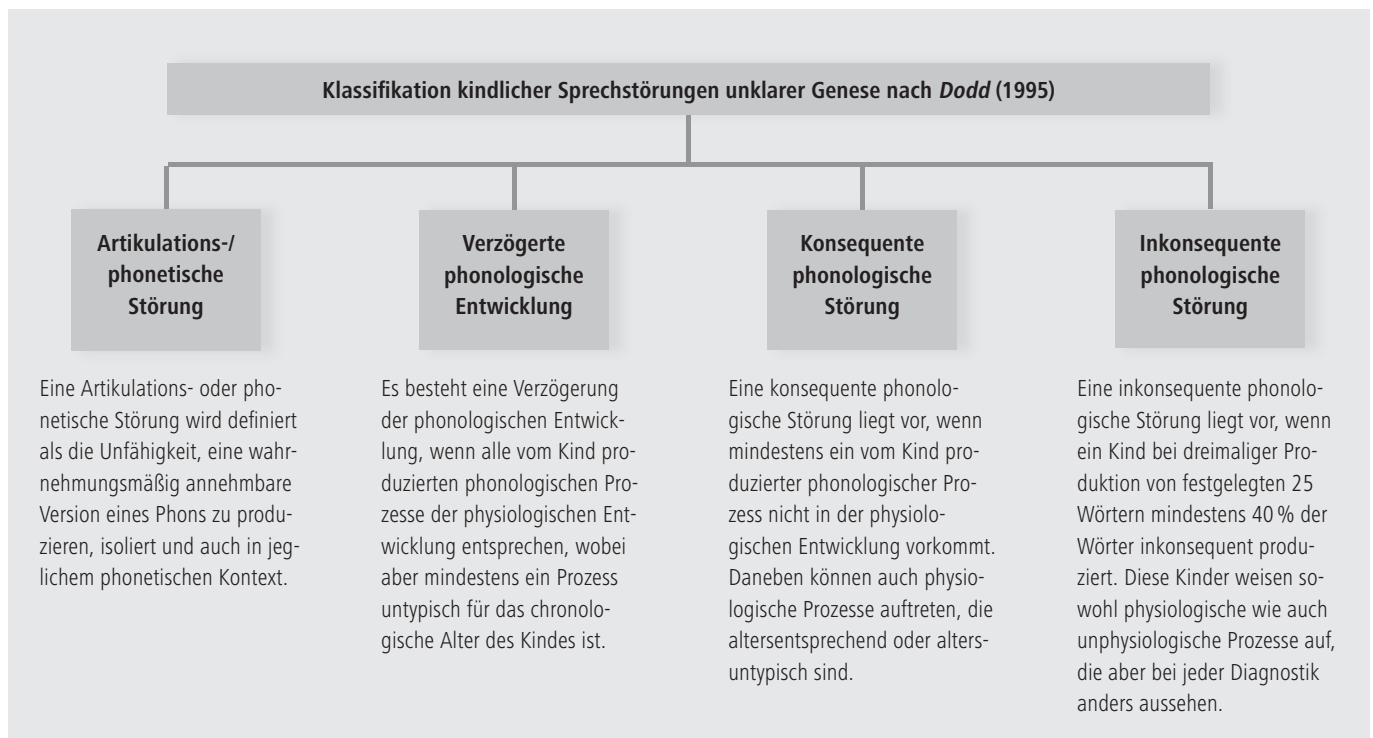 Klassifikation kindlicher Sprechstörungen unklarer Genese nach Dodd (1995)
Artikulations-/
phonetische
Störung
Eine Artikulations- oder pho-
netische Störung wird definiert
als die Unfähigkeit, eine wahr-
nehmungsmäßig annehmbare
Version eines Phons zu produ-
zieren, isoliert und auch in jeg-
lichem phonetischen Kontext.
Verzögerte
phonologische
Entwicklung
Es besteht eine Verzögerung
der phonologischen Entwick-
lung, wenn alle vom Kind pro-
duzierten phonologischen Pro-
zesse der physiologischen Ent-
wicklung entsprechen, wobei
aber mindestens ein Prozess
untypisch für das chronolo-
gische Alter des Kindes ist.
Konsequente
phonologische
Störung
Eine konsequente phonolo-
gische Störung liegt vor, wenn
mindestens ein vom Kind pro-
duzierter phonologischer Pro-
zess nicht in der physiolo-
gischen Entwicklung vorkommt.
Daneben können auch physio-
logische Prozesse auftreten, die
altersentsprechend oder alters-
untypisch sind.
Inkonsequente
phonologische
Störung
Eine inkonsequente phonolo-
gische Störung liegt vor, wenn
ein Kind bei dreimaliger Pro-
duktion von festgelegten 25
Wörtern mindestens 40 % der
Wörter inkonsequent produ-
ziert. Diese Kinder weisen so-
wohl physiologische wie auch
unphysiologische Prozesse auf,
die aber bei jeder Diagnostik
anders aussehen.